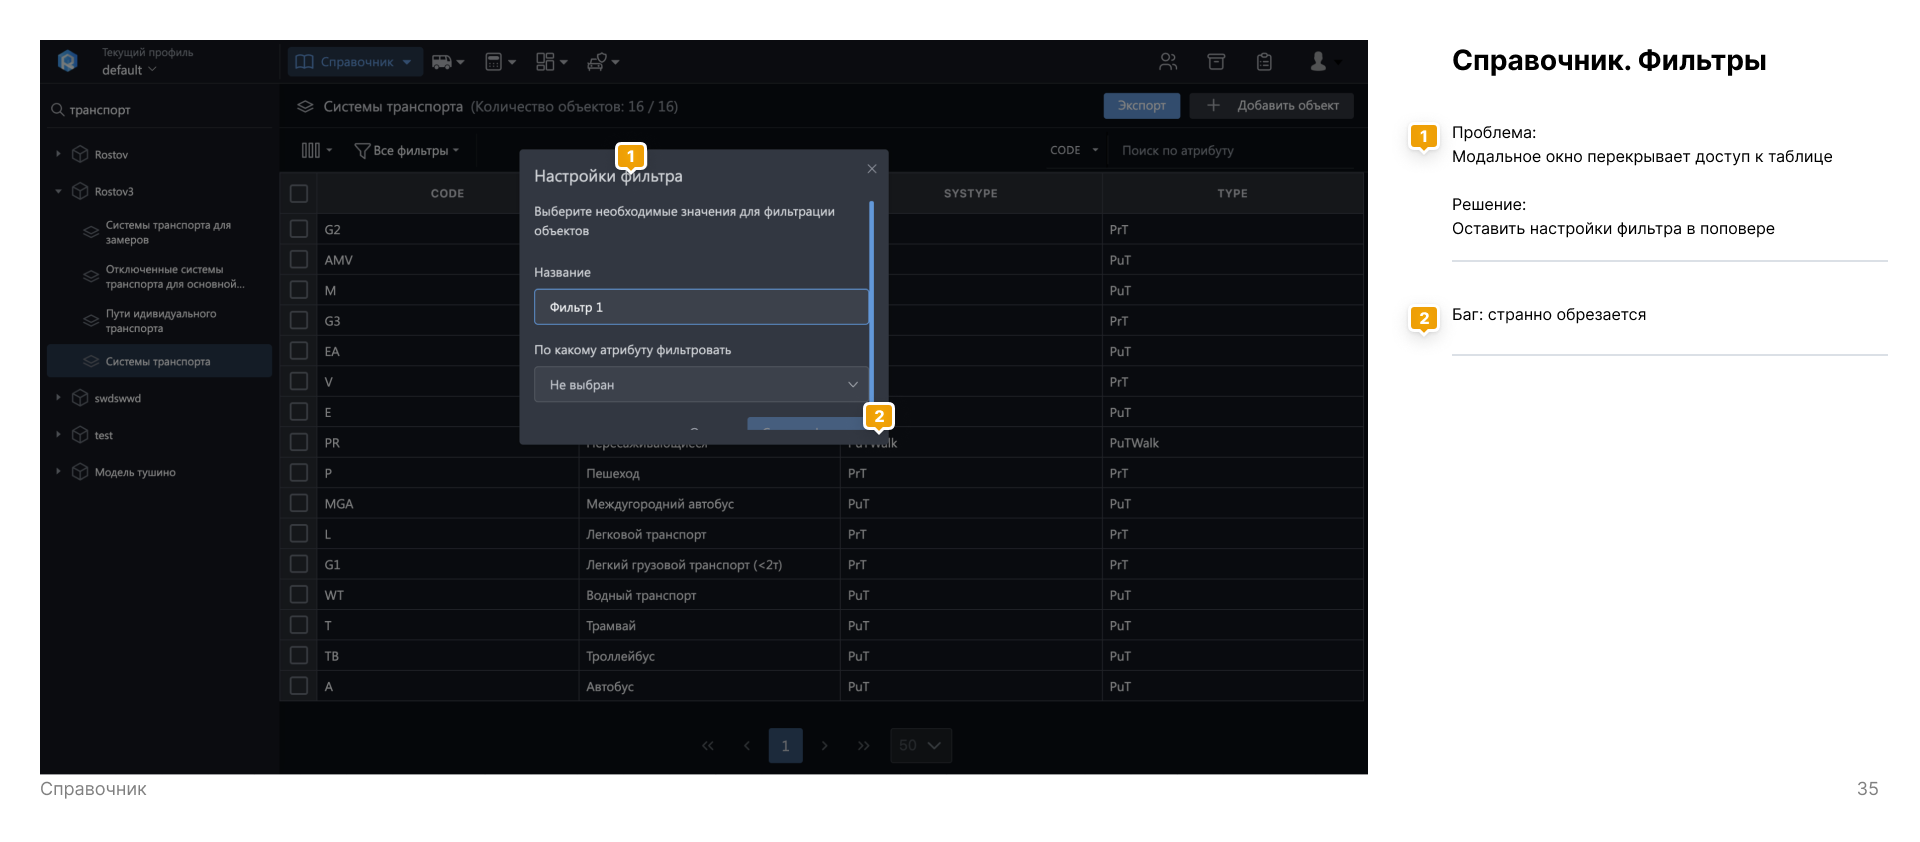 Текущий профиль
default
Справочник
транспорт
Rostov
Rostov3
Системы транспорта для
замеров
Отключенные системы
транспорта для основной...
Пути идивидуального
транспорта
Системы транспорта
swdswwd
test
Модель тушино
Системы транспорта (Количество объектов: 16 / 16)
Экспорт
Добавить объект
Все фильтры
CODE
Поиск по атрибуту
CODE
SYSTYPE
TYPE
G2
PrT
AMV
PuT
M
PuT
G3
PrT
EA
PuT
V
PrT
E
PuT
PR
Пересаживающиеся
PuTWalk
PuTWalk
P
Пешеход
PrT
PrT
MGA
Междугородний автобус
PuT
PuT
L
Легковой транспорт
PrT
PrT
G1
Легкий грузовой транспорт (<2т)
PrT
PrT
WT
Водный транспорт
PuT
PuT
T
Трамвай
PuT
PuT
TB
Троллейбус
PuT
PuT
A
Автобус
PuT
PuT
1
50
1
Настройки фильтра
Выберите необходимые значения для фильтрации
объектов
Название
Фильтр 1
По какому атрибуту фильтровать
Не выбран
2
Справочник. Фильтры
1
Проблема:
Модальное окно перекрывает доступ к таблице
Решение:
Оставить настройки фильтра в поповере
2
Баг: странно обрезается
Справочник
35